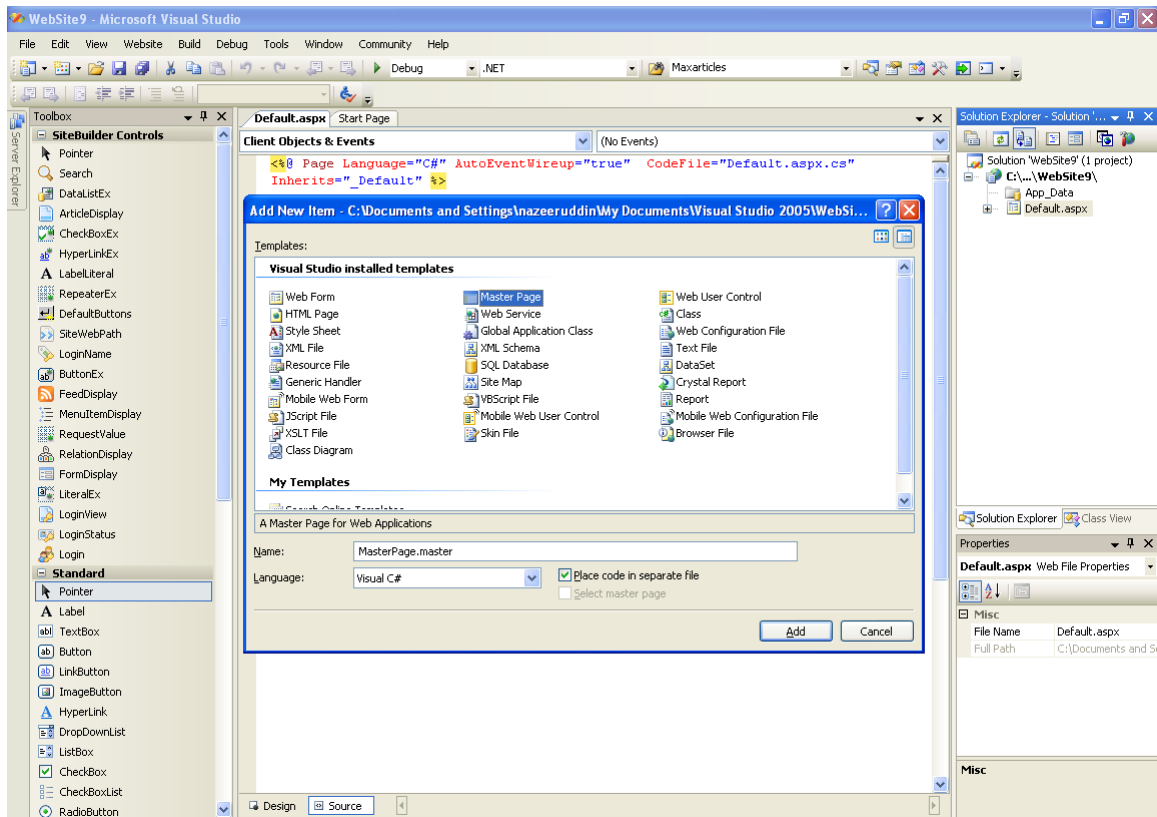 WebSite9 - Microsoft Visual Studio
File Edit View Website Build Debug Tools Window Community Help
Debug .NET Maxarticles
Server Explorer
Toolbox
SiteBuilder Controls
Pointer
Search
DataListEx
ArticleDisplay
CheckBoxEx
HyperLinkEx
LabelLiteral
RepeaterEx
DefaultButtons
SiteWebPath
LoginName
ButtonEx
FeedDisplay
MenuItemDisplay
RequestValue
RelationDisplay
FormDisplay
LiteralEx
LoginView
LoginStatus
Login
Standard
Pointer
Label
TextBox
Button
LinkButton
ImageButton
HyperLink
DropDownList
ListBox
CheckBox
CheckBoxList
RadioButton
Default.aspx Start Page
Client Objects & Events (No Events)
<%@ Page Language="C#" AutoEventWireup="true" CodeFile="Default.aspx.cs"
Inherits="_Default" %>
Add New Item - C:\Documents and Settings\nazeeruddin\My Documents\Visual Studio 2005\WebSi...
Templates:
Visual Studio installed templates
Web Form Master Page Web User Control
HTML Page Web Service Class
Style Sheet Global Application Class Web Configuration File
XML File XML Schema Text File
Resource File SQL Database DataSet
Generic Handler Site Map Crystal Report
Mobile Web Form VBScript File Report
JScript File Mobile Web User Control Mobile Web Configuration File
XSLT File Skin File Browser File
Class Diagram
My Templates
Search Online Templates
A Master Page for Web Applications
Name: MasterPage.master
Language: Visual C# Place code in separate file
Select master page
Add Cancel
Design Source
Solution Explorer - Solution '...
Solution 'WebSite9' (1 project)
C:\...\WebSite9\
App_Data
Default.aspx
Solution Explorer Class View
Properties
Default.aspx Web File Properties
Misc
File Name Default.aspx
Full Path C:\Documents and S
Misc